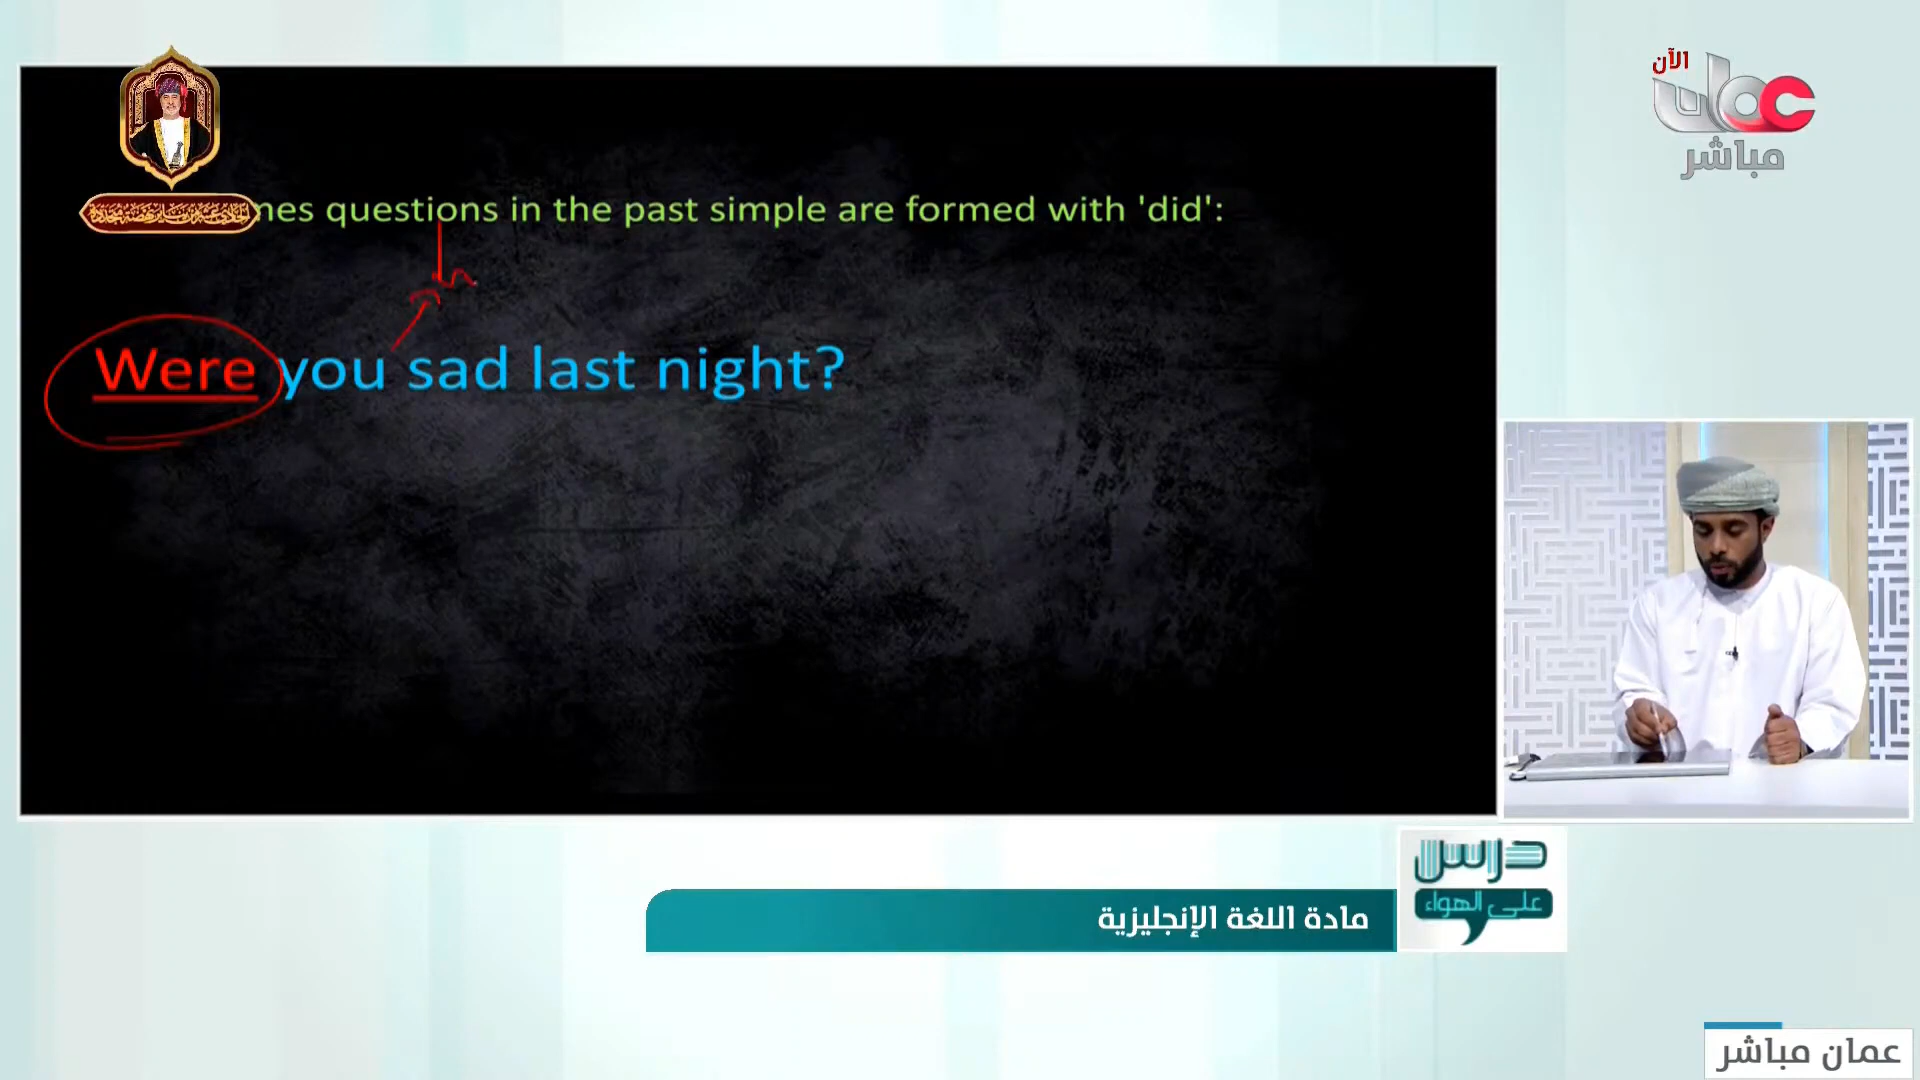 الآن
عمان
مباشر
mes questions in the past simple are formed with 'did':
Were you sad last night?
درس
على الهواء
مادة اللغة الإنجليزية
عمان مباشر